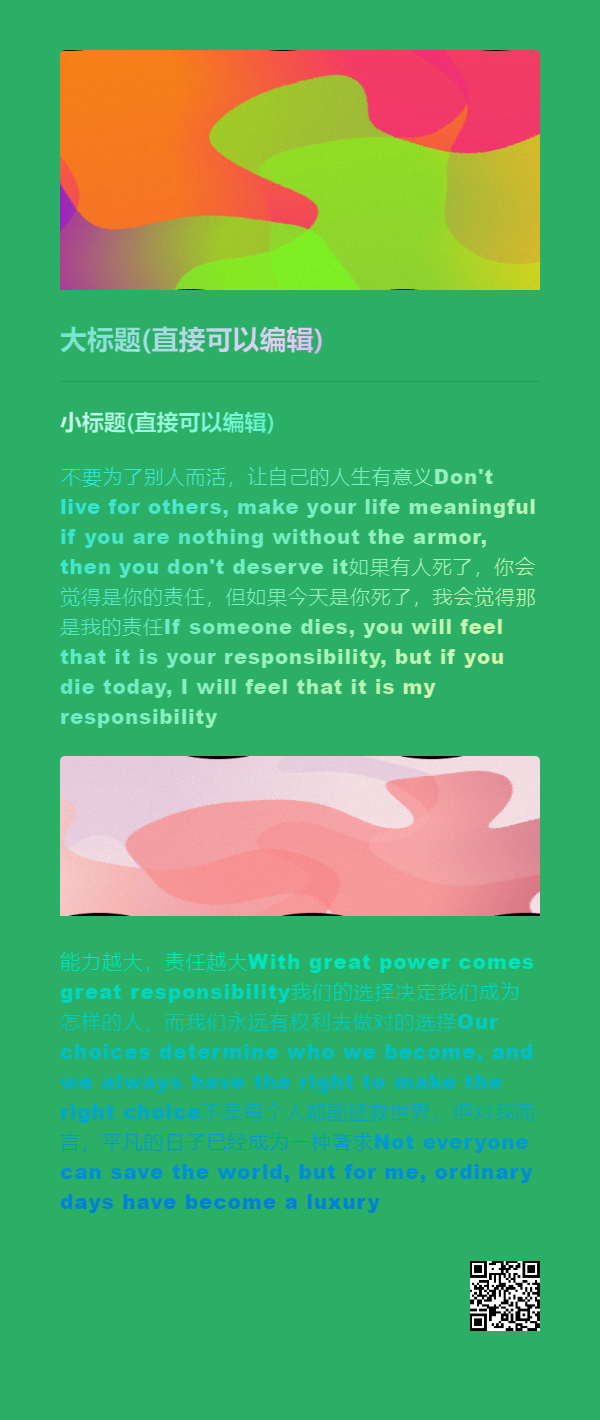 大标题(直接可以编辑)
小标题(直接可以编辑)
不要为了别人而活，让自己的人生有意义Don't
live for others, make your life meaningful
if you are nothing without the armor,
then you don't deserve it如果有人死了，你会
觉得是你的责任，但如果今天是你死了，我会觉得那
是我的责任If someone dies, you will feel
that it is your responsibility, but if you
die today, I will feel that it is my
responsibility
能力越大，责任越大With great power comes
great responsibility我们的选择决定我们成为
怎样的人，而我们永远有权利去做对的选择Our
choices determine who we become, and
we always have the right to make the
right choice不是每个人都能拯救世界，但对我而
言，平凡的日子已经成为一种奢求Not everyone
can save the world, but for me, ordinary
days have become a luxury